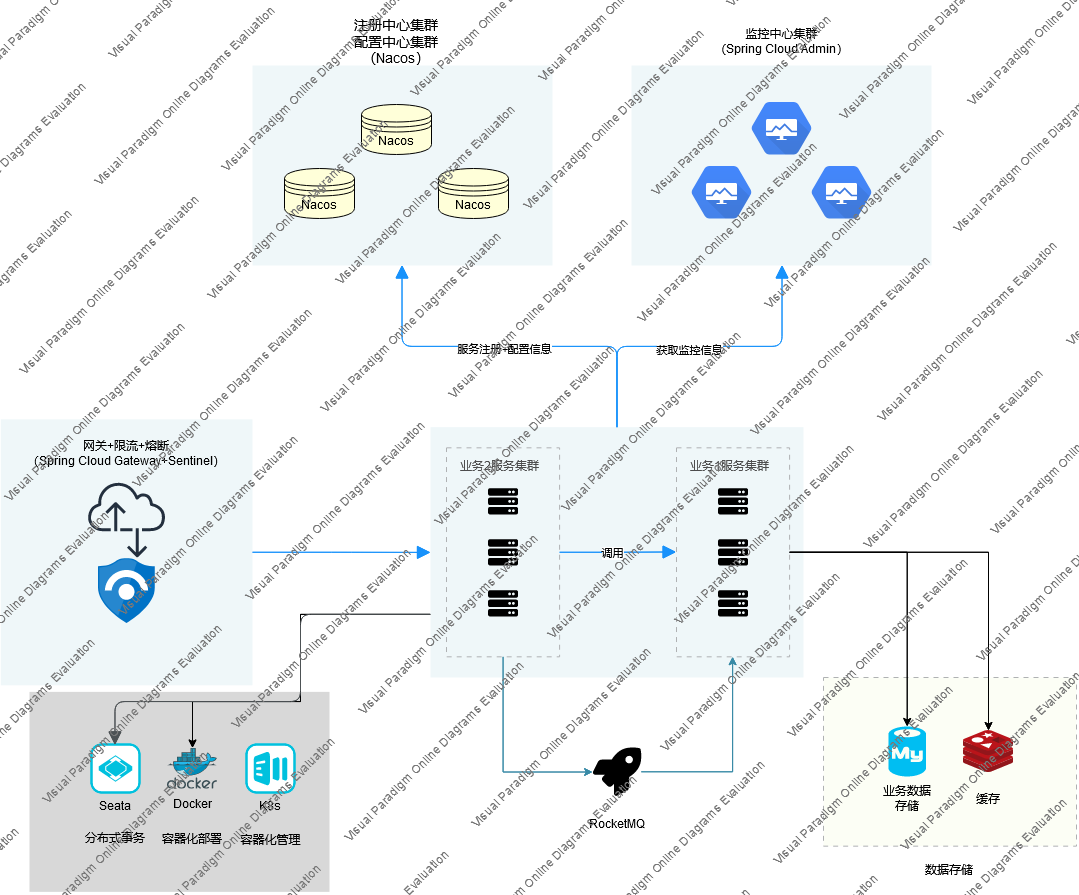 注册中心集群
配置中心集群
（Nacos）
监控中心集群
（Spring Cloud Admin）
Nacos
Nacos
Nacos
服务注册+配置信息
获取监控信息
网关+限流+熔断
（Spring Cloud Gateway+Sentinel）
业务2服务集群
业务1服务集群
调用
Seata
docker
Docker
K8s
分布式事务
容器化部署
容器化管理
RocketMQ
My
业务数据
存储
缓存
数据存储
Visual Paradigm Online Diagrams Evaluation